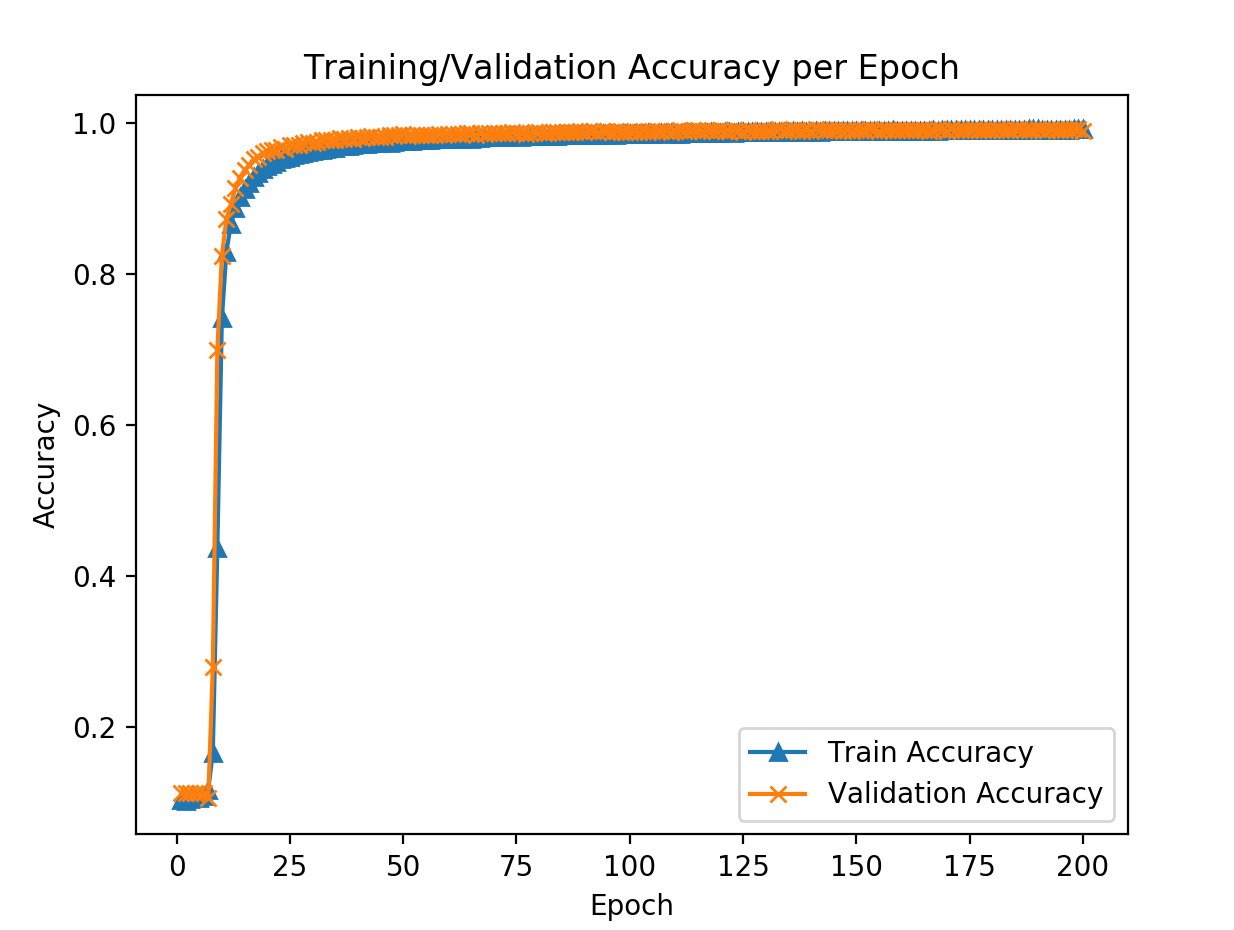 Training/Validation Accuracy per Epoch
1.0
0.8
0.6
0.4
0.2
Accuracy
Train Accuracy
Validation Accuracy
0 25 50 75 100 125 150 175 200
Epoch